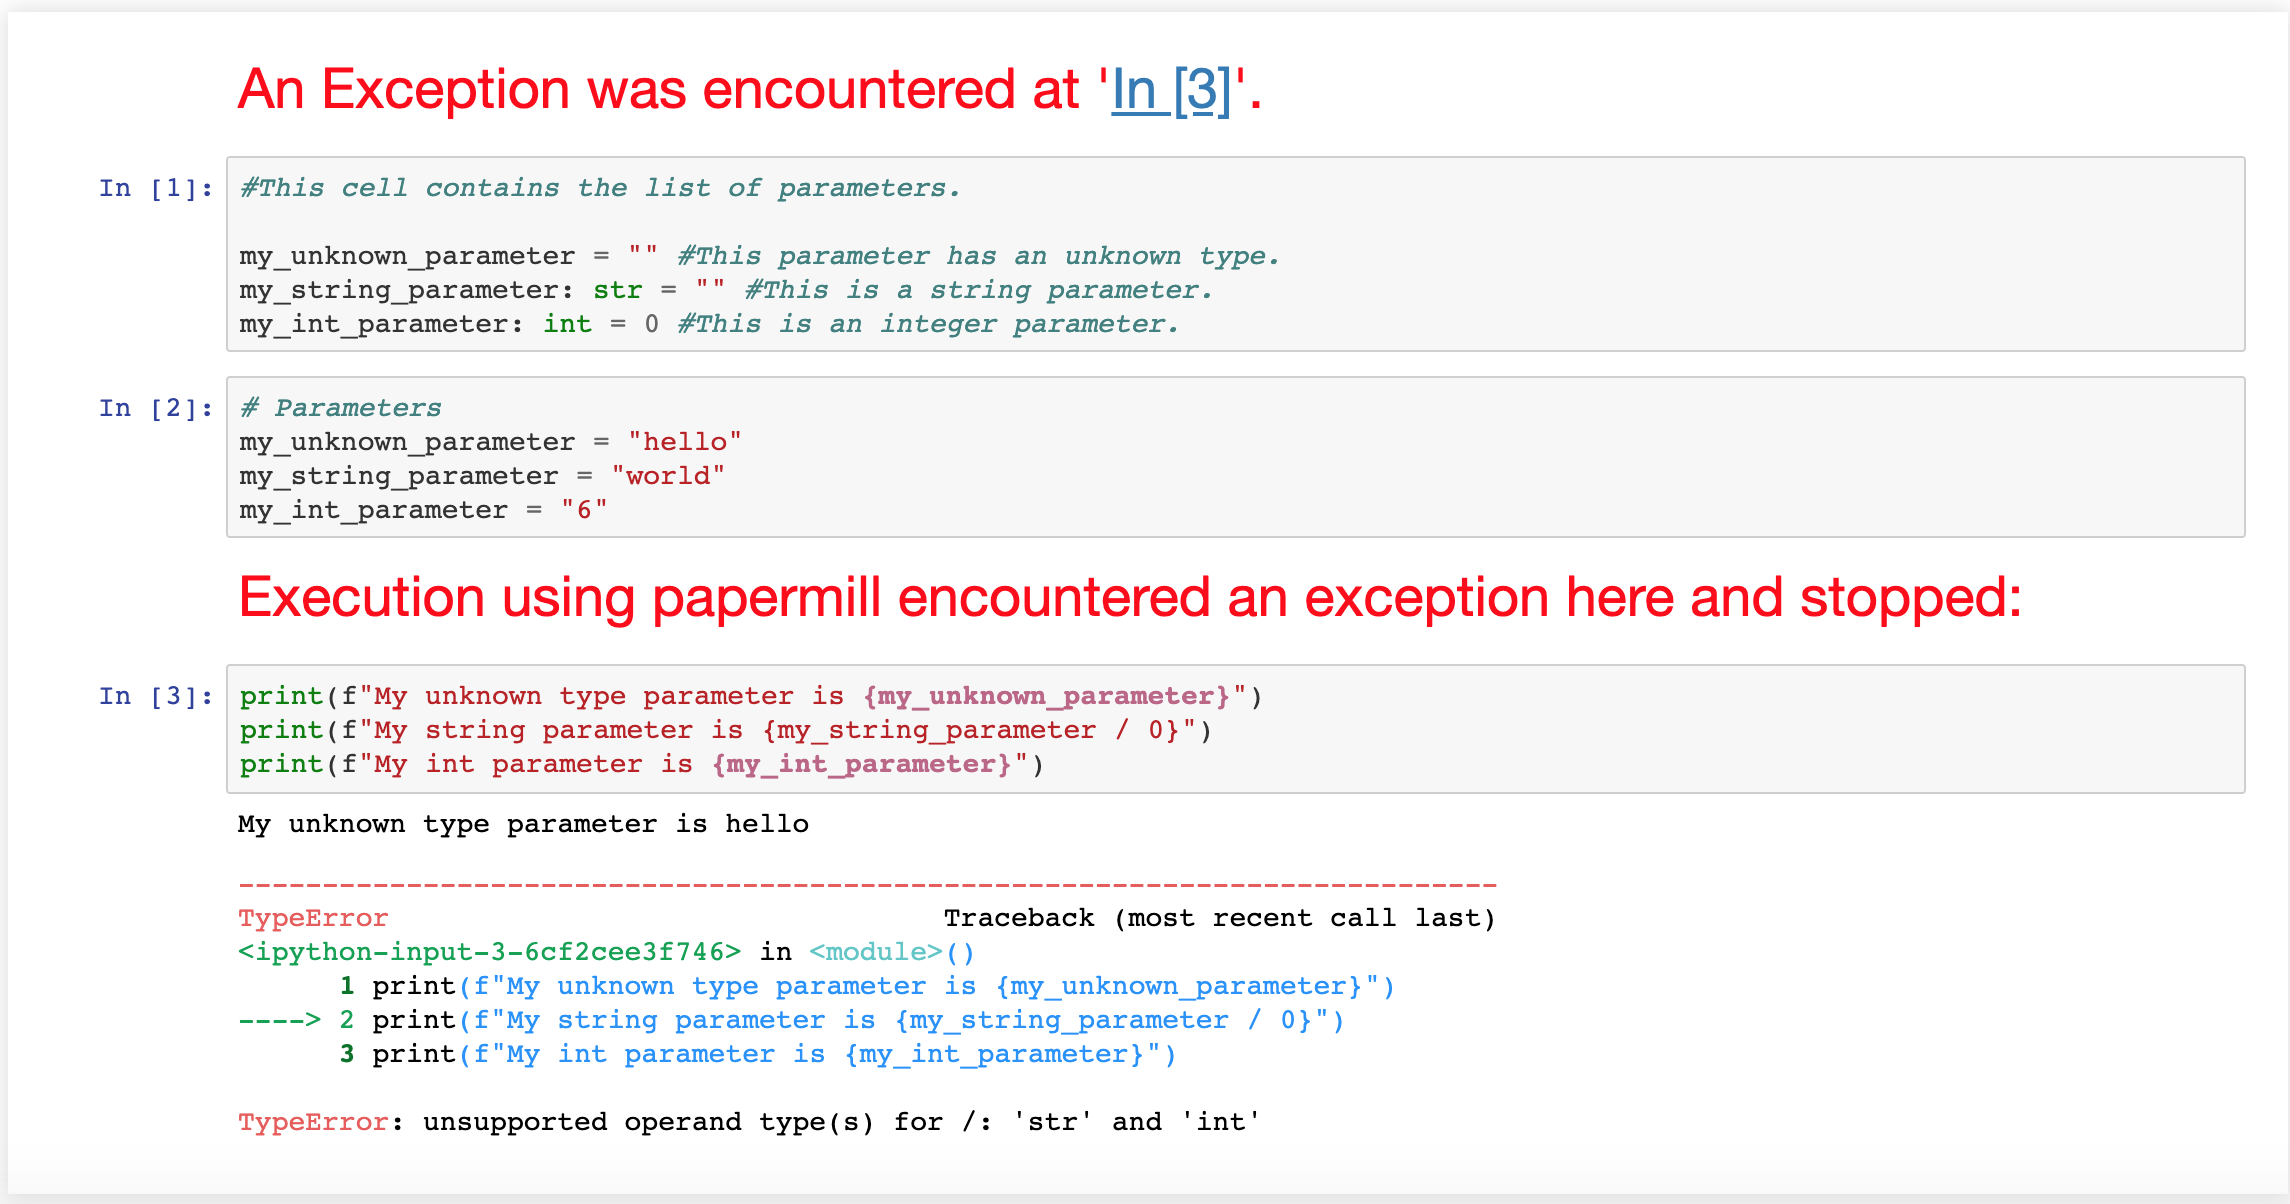 An Exception was encountered at 'In [3]'.
In [1]: #This cell contains the list of parameters.
my_unknown_parameter = "" #This parameter has an unknown type.
my_string_parameter: str = "" #This is a string parameter.
my_int_parameter: int = 0 #This is an integer parameter.
In [2]: # Parameters
my_unknown_parameter = "hello"
my_string_parameter = "world"
my_int_parameter = "6"
Execution using papermill encountered an exception here and stopped:
In [3]: print(f"My unknown type parameter is {my_unknown_parameter}")
print(f"My string parameter is {my_string_parameter / 0}")
print(f"My int parameter is {my_int_parameter}")
My unknown type parameter is hello
---------------------------------------------------------------------------
TypeError                                 Traceback (most recent call last)
<ipython-input-3-6cf2cee3f746> in <module>()
      1 print(f"My unknown type parameter is {my_unknown_parameter}")
----> 2 print(f"My string parameter is {my_string_parameter / 0}")
      3 print(f"My int parameter is {my_int_parameter}")
TypeError: unsupported operand type(s) for /: 'str' and 'int'